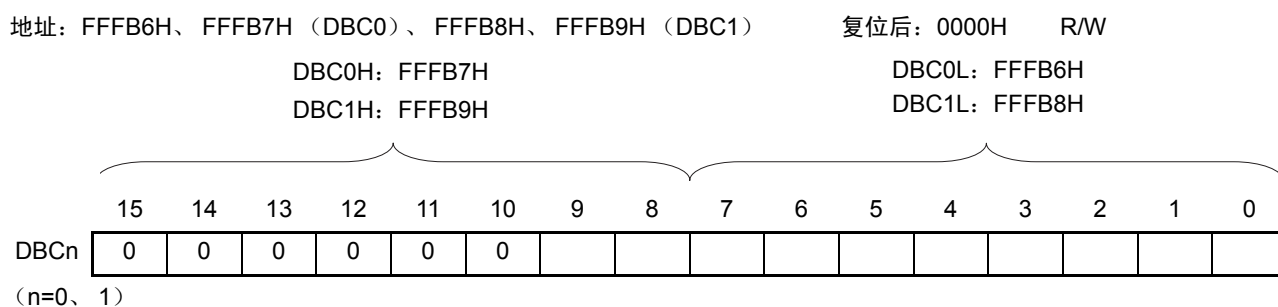 地址：FFFB6H、 FFFB7H （DBC0）、 FFFB8H、 FFFB9H （DBC1） 复位后：0000H R/W
DBC0H：FFFB7H DBC0L：FFFB6H
DBC1H：FFFB9H DBC1L：FFFB8H
15 14 13 12 11 10 9 8 7 6 5 4 3 2 1 0
DBCn 0 0 0 0 0 0
（n=0、 1）